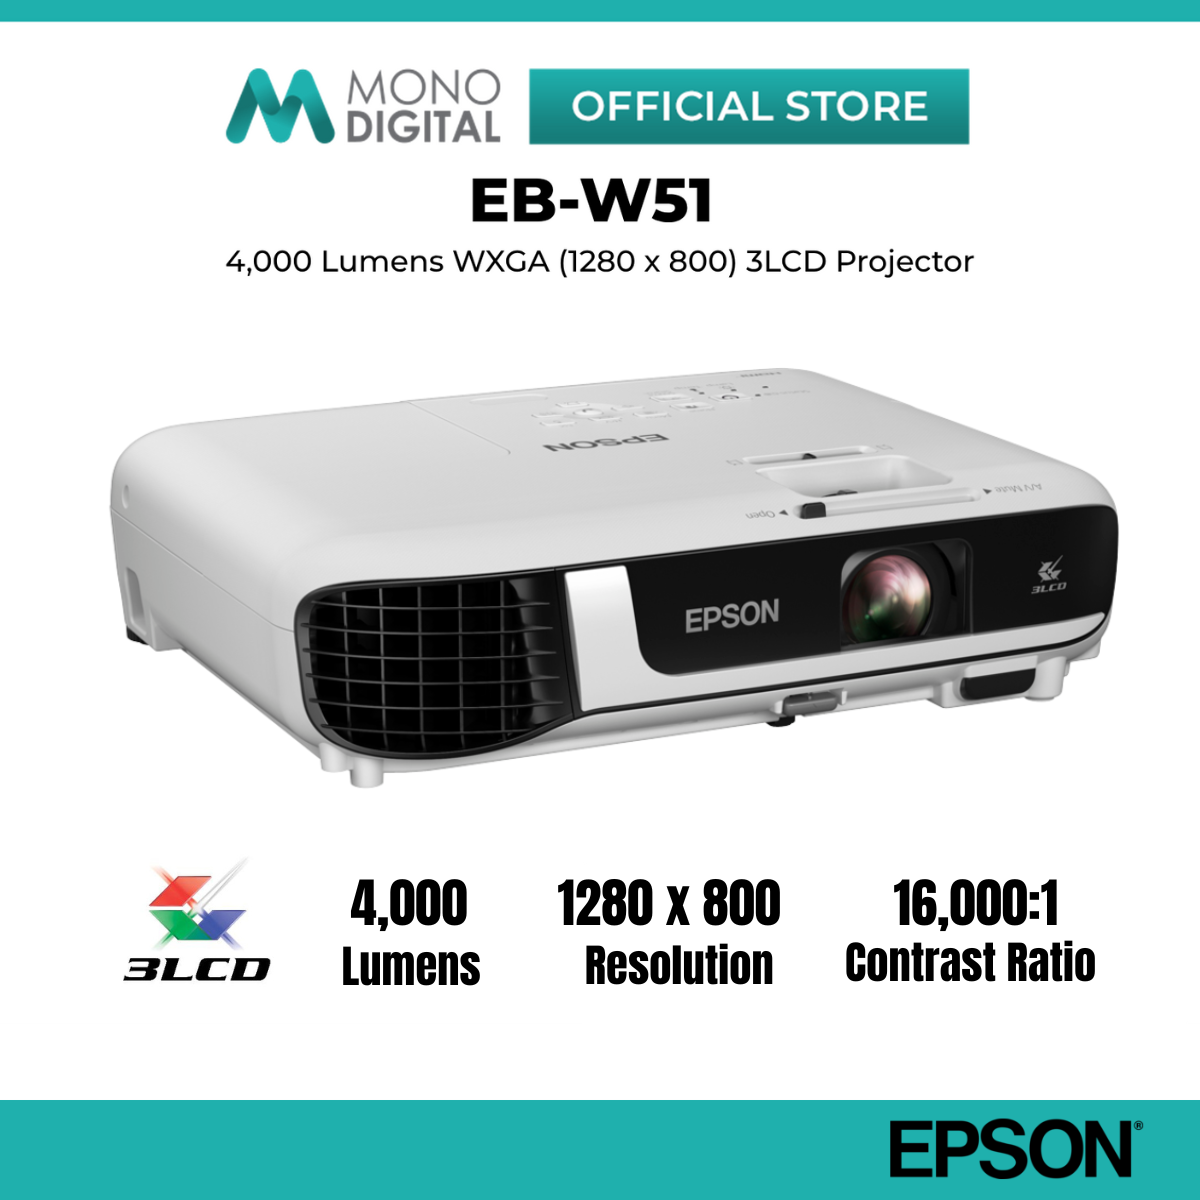 MONO
DIGITAL
OFFICIAL STORE
EB-W51
4,000 Lumens WXGA (1280 x 800) 3LCD Projector
EPSON
A/V Mute
Open
EPSON
3LCD
3LCD
4,000
Lumens
1280 x 800
Resolution
16,000:1
Contrast Ratio
EPSON®